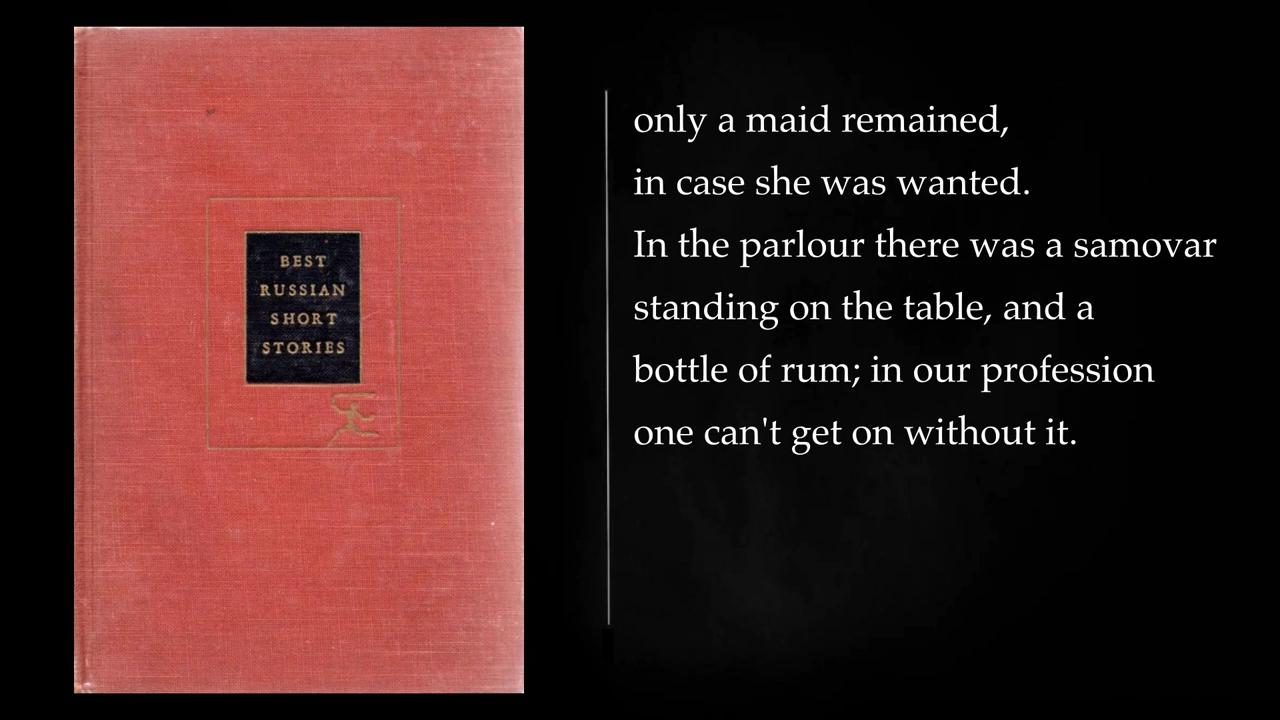 BEST
RUSSIAN
SHORT
STORIES
only a maid remained,
in case she was wanted.
In the parlour there was a samovar
standing on the table, and a
bottle of rum; in our profession
one can't get on without it.